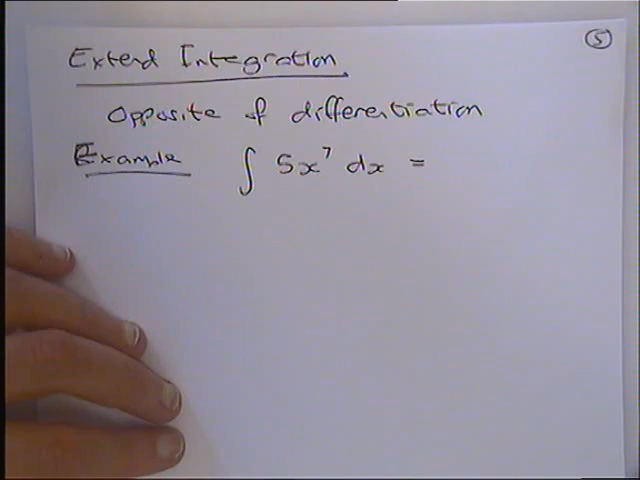 ⑤
Extend Integration
Opposite of differentiation
Example ∫ 5x⁷ dx =